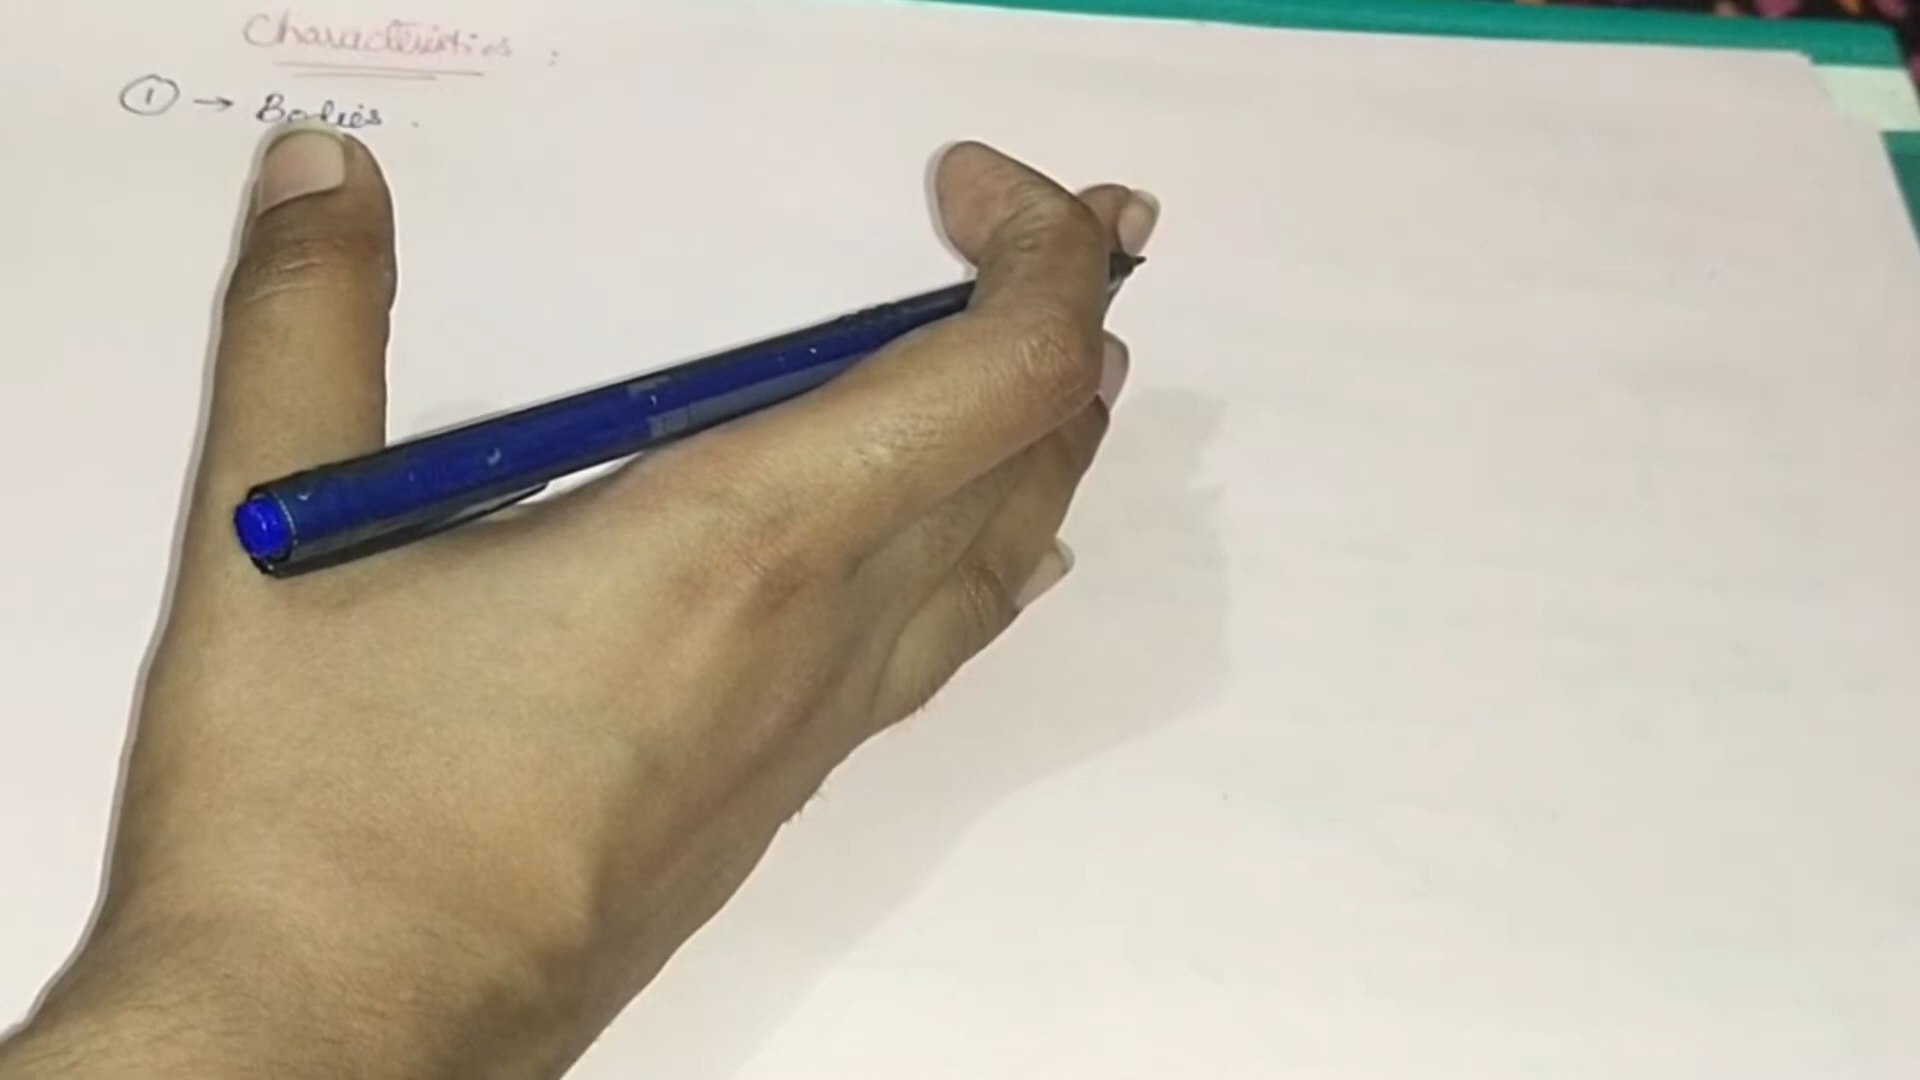 Characteristics :
① → Bodies .